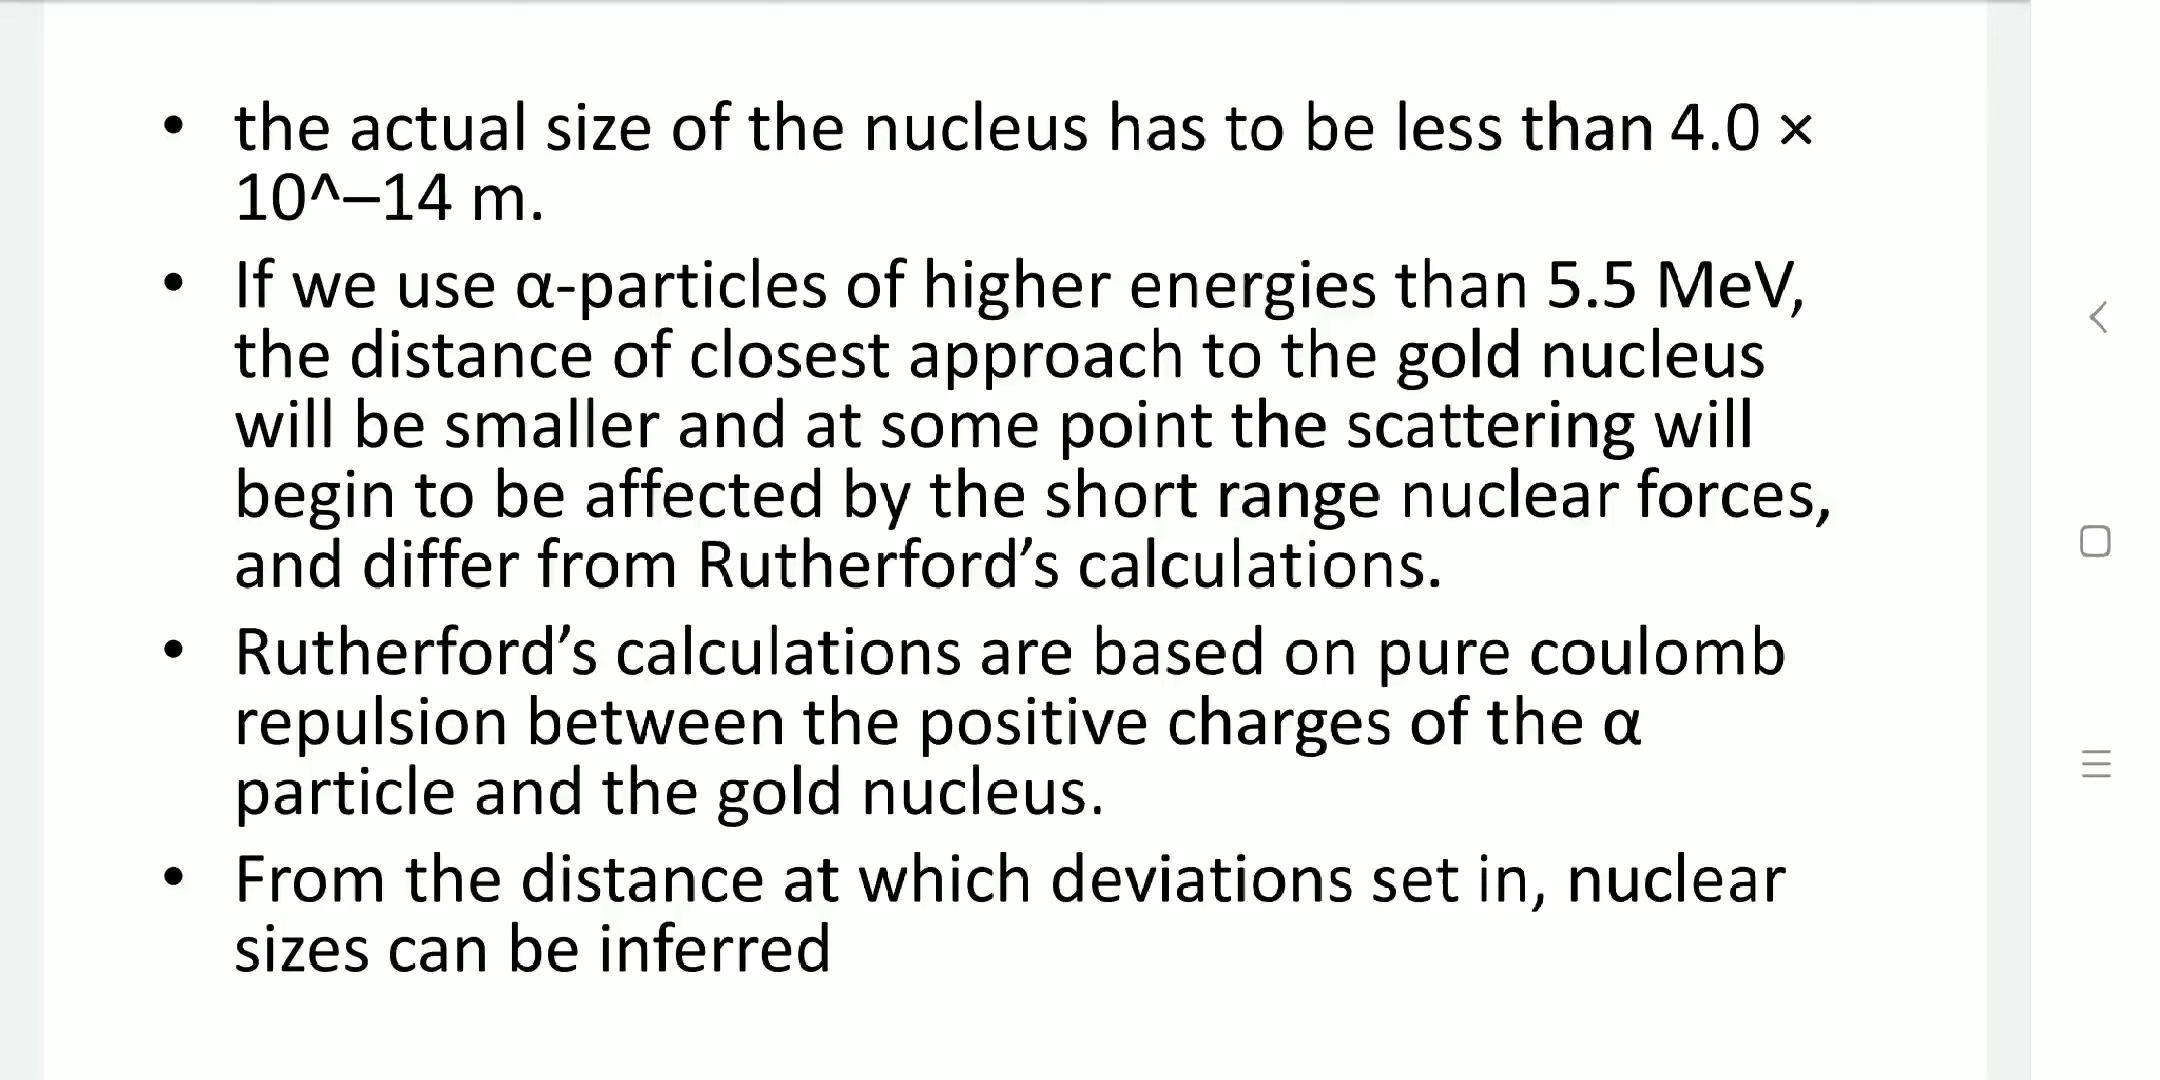 • the actual size of the nucleus has to be less than 4.0 ×
10^–14 m.
• If we use α-particles of higher energies than 5.5 MeV,
the distance of closest approach to the gold nucleus
will be smaller and at some point the scattering will
begin to be affected by the short range nuclear forces,
and differ from Rutherford’s calculations.
• Rutherford’s calculations are based on pure coulomb
repulsion between the positive charges of the α
particle and the gold nucleus.
• From the distance at which deviations set in, nuclear
sizes can be inferred